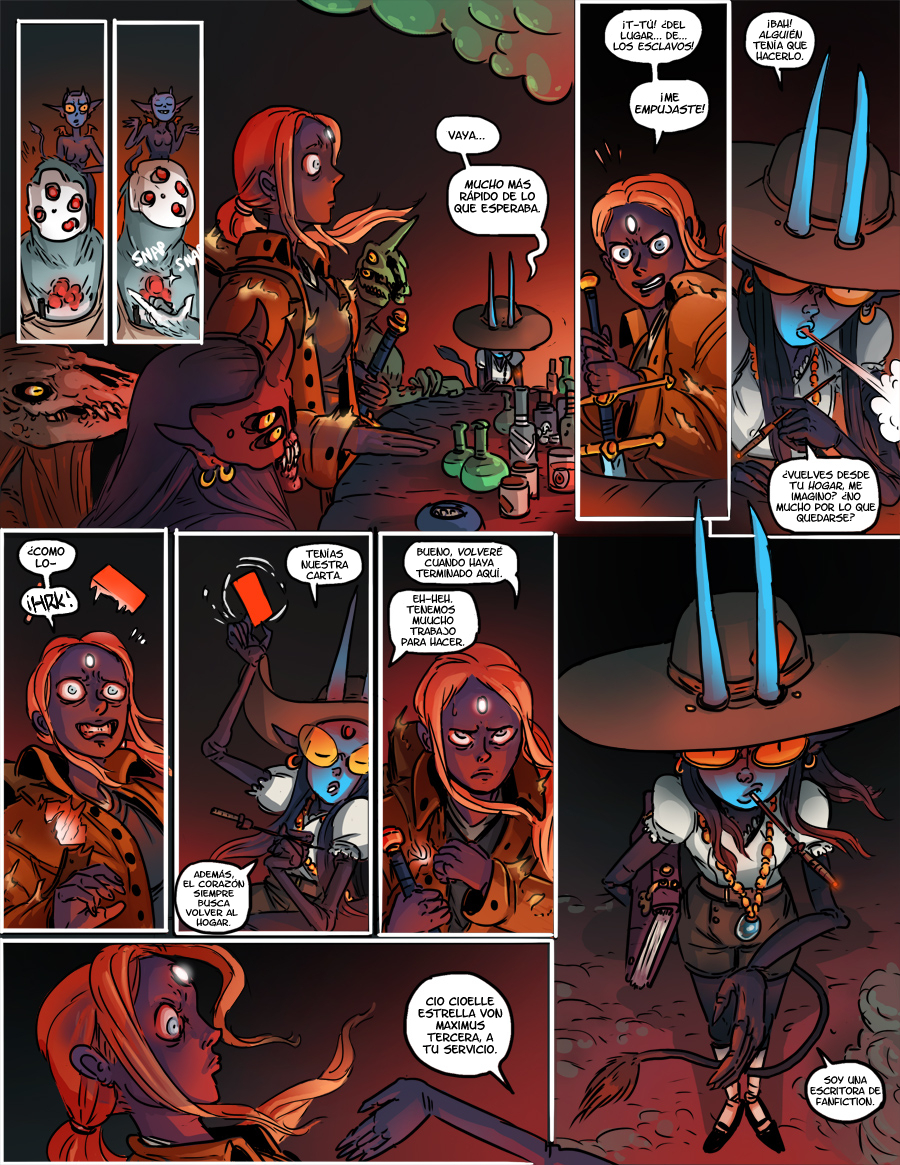 SNAP
SNAP
VAYA...
MUCHO MÁS
RÁPIDO DE LO
QUE ESPERABA.
¡T-TÚ! ¿DEL
LUGAR... DE...
LOS ESCLAVOS!
¡ME
EMPUJASTE!
¡BAH!
ALGUIÉN
TENÍA QUE
HACERLO.
¿VUELVES DESDE
TU HOGAR, ME
IMAGINO? ¿NO
MUCHO POR LO QUE
QUEDARSE?
¿COMO
LO-
¡HRK!
TENÍAS
NUESTRA
CARTA.
ADEMÁS,
EL CORAZÓN
SIEMPRE
BUSCA
VOLVER AL
HOGAR.
BUENO, VOLVERÉ
CUANDO HAYA
TERMINADO AQUÍ.
EH-HEH.
TENEMOS
MUUCHO
TRABAJO
PARA HACER.
CIO CIOELLE
ESTRELLA VON
MAXIMUS
TERCERA, A
TU SERVICIO.
SOY UNA
ESCRITORA DE
FANFICTION.